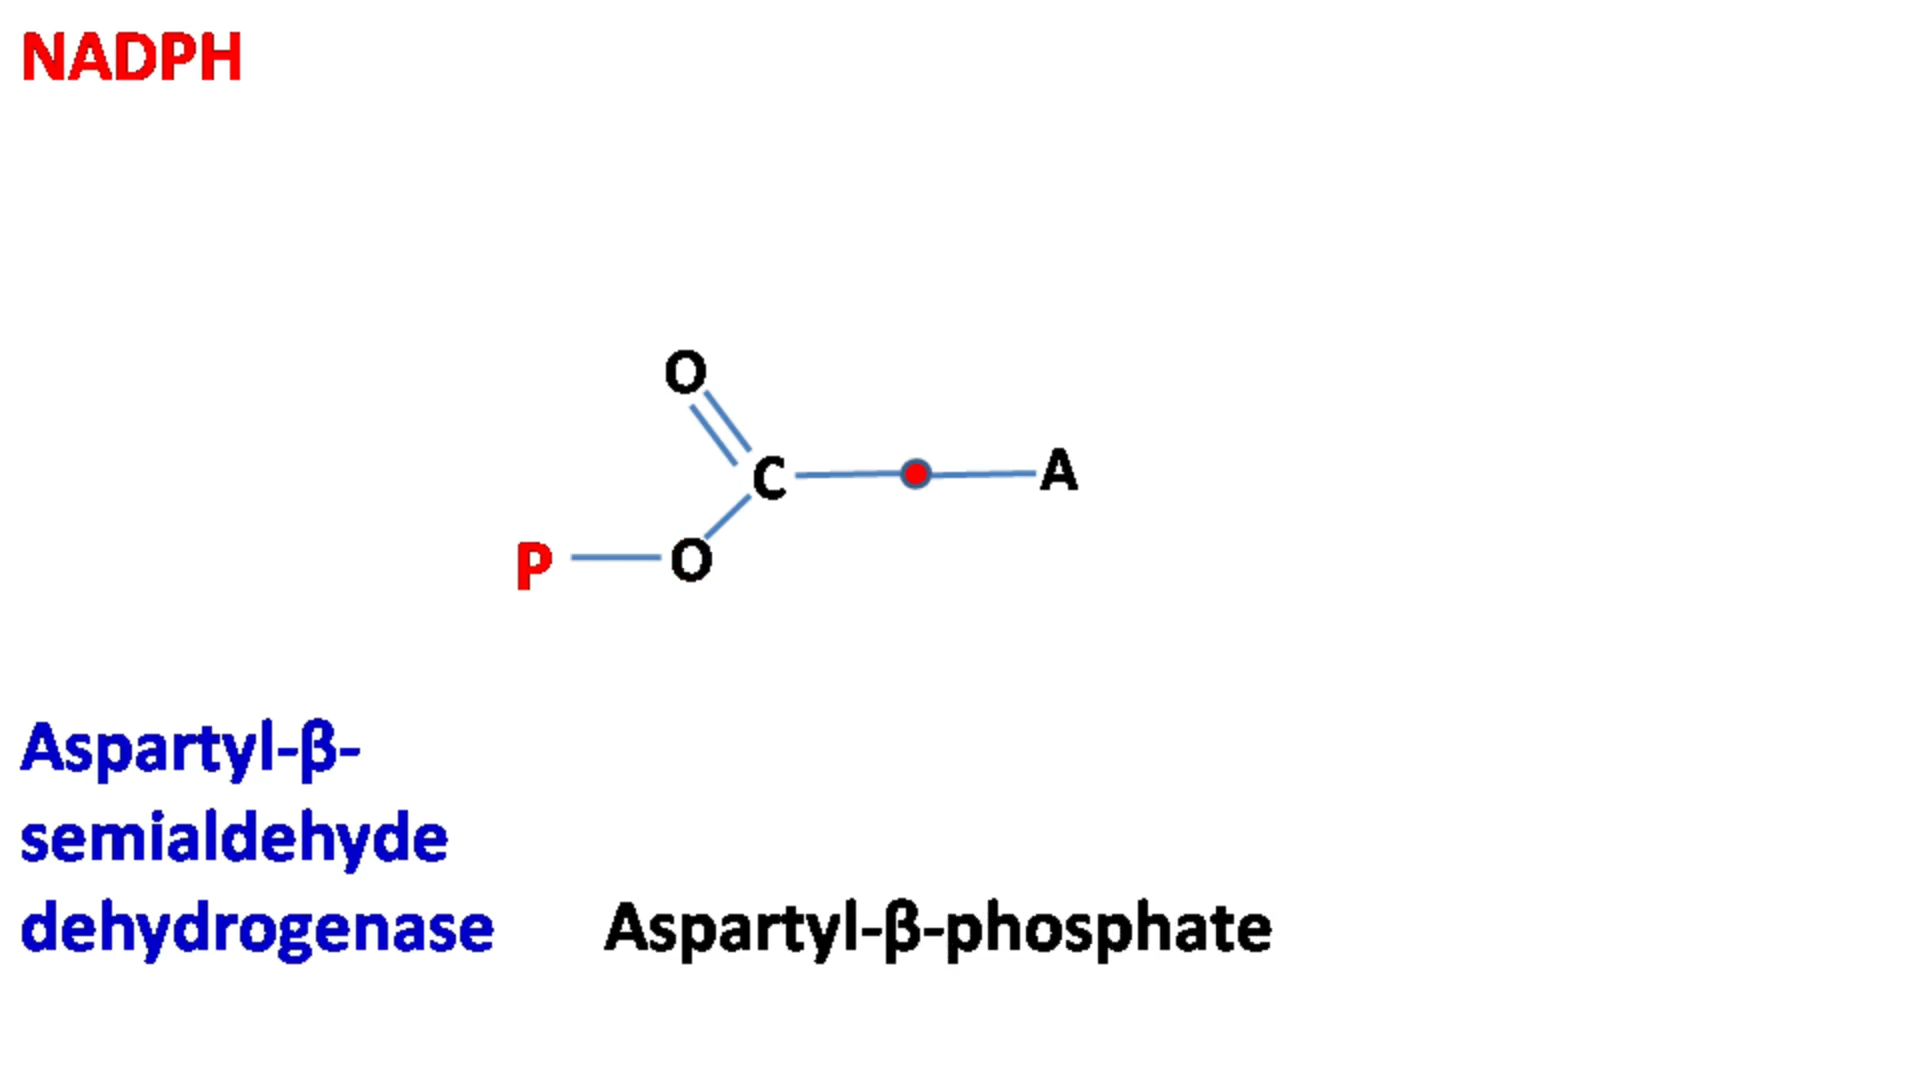 NADPH
O
C
A
P
O
Aspartyl-β-
semialdehyde
dehydrogenase
Aspartyl-β-phosphate